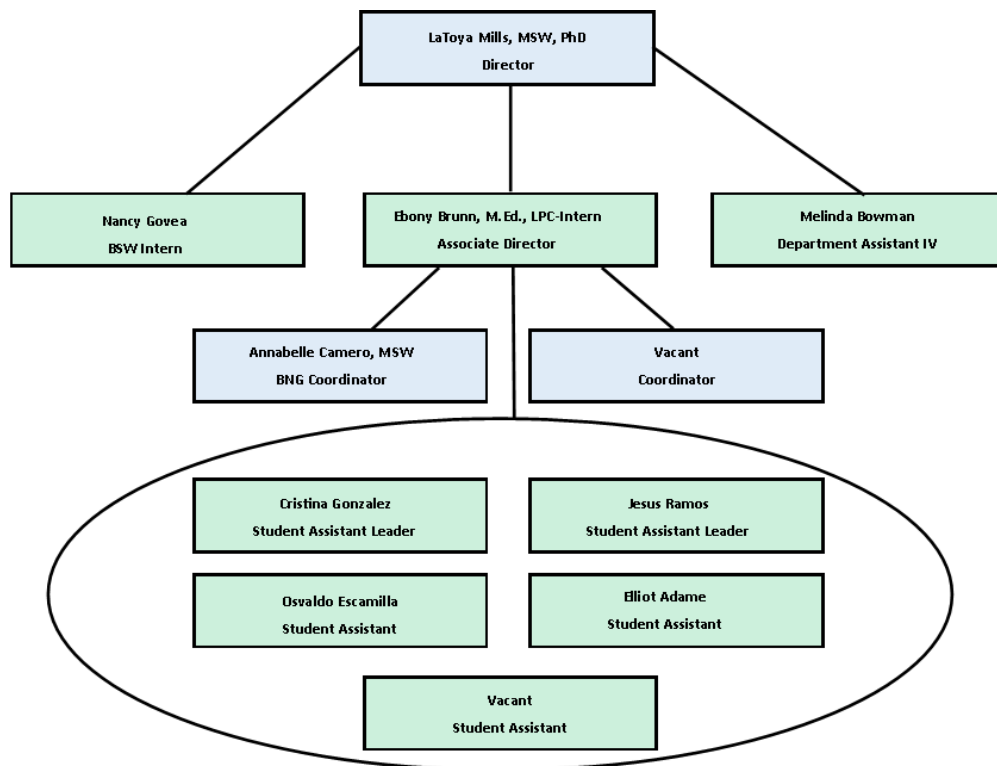 LaToya Mills, MSW, PhD
Director
Nancy Govea
BSW Intern
Ebony Brunn, M.Ed., LPC-Intern
Associate Director
Melinda Bowman
Department Assistant IV
Annabelle Camero, MSW
BNG Coordinator
Vacant
Coordinator
Cristina Gonzalez
Student Assistant Leader
Jesus Ramos
Student Assistant Leader
Osvaldo Escamilla
Student Assistant
Elliot Adame
Student Assistant
Vacant
Student Assistant